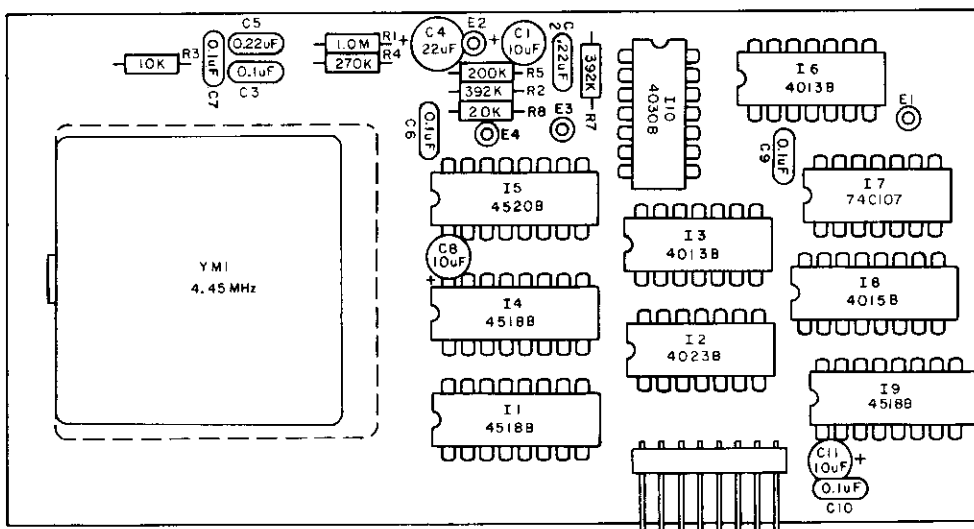 10K
R3
0.1uF
C7
C5
0.22uF
0.1uF
C3
1.0M
R1
270K
R4
+
C4
22uF
E2
+
C1
10uF
C2
.22uF
392K
R7
200K
R5
392K
R2
20K
R8
E3
E4
0.1uF
C6
I10
4030B
I6
4013B
E1
0.1uF
C9
I7
74C107
I5
4520B
C8
10uF
+
I3
4013B
I8
4015B
YM1
4.45MHz
I4
4518B
I2
4023B
I1
4518B
I9
4518B
C11
10uF
+
0.1uF
C10